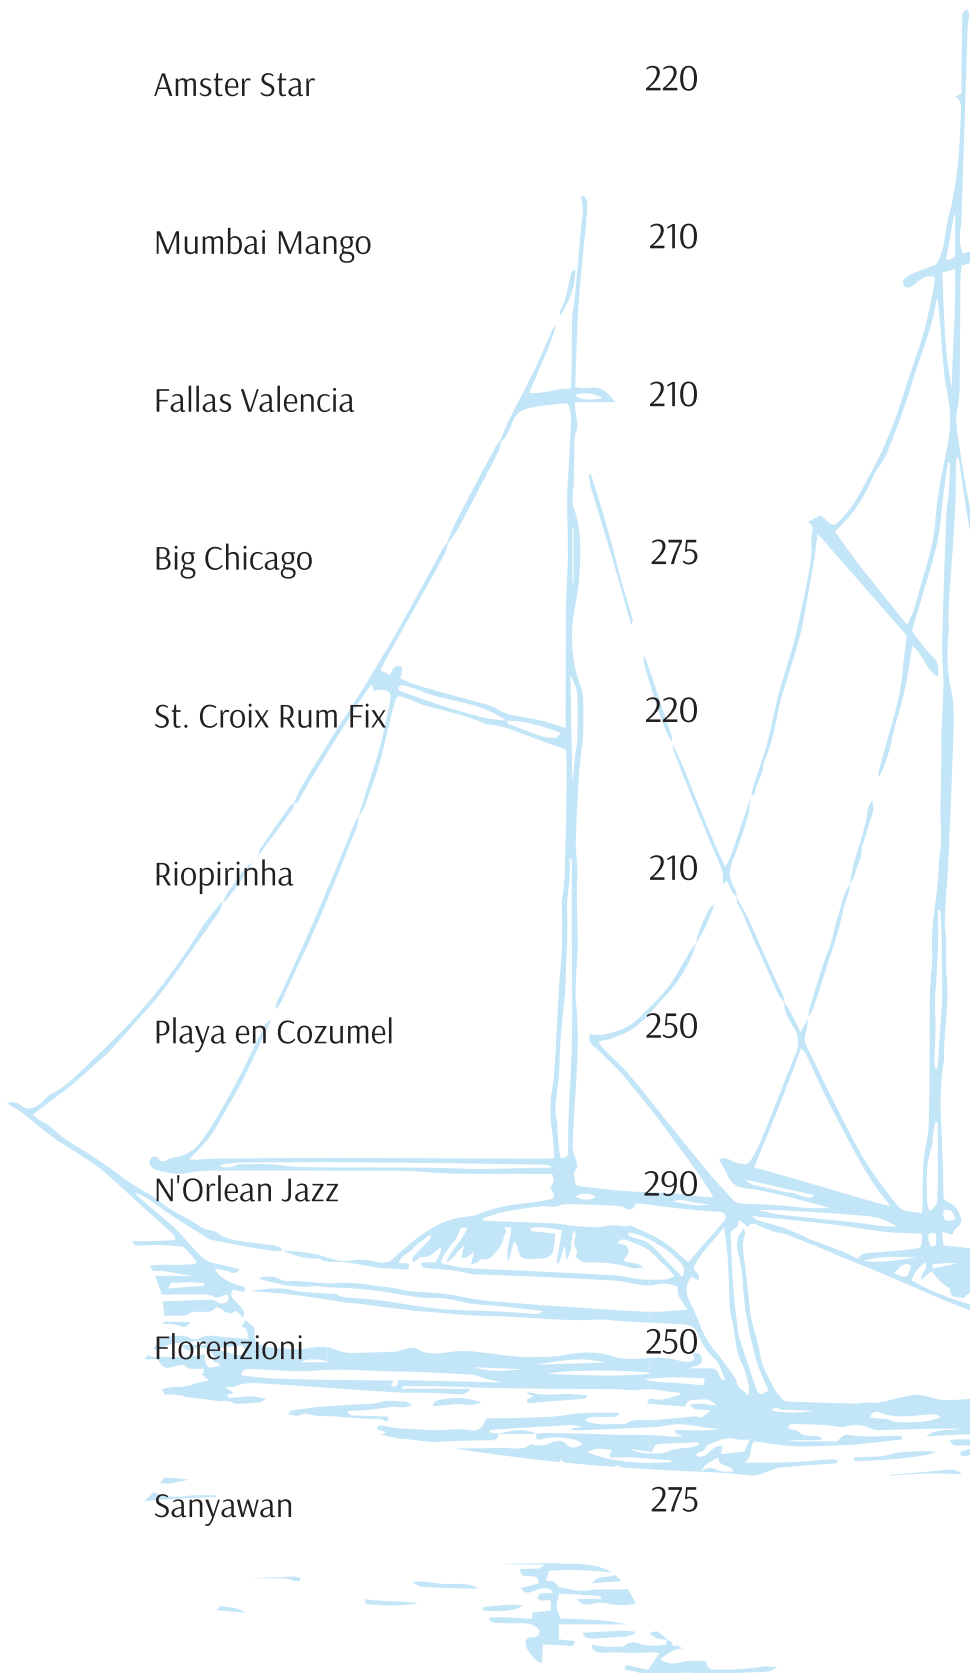 Amster Star 220
Mumbai Mango 210
Fallas Valencia 210
Big Chicago 275
St. Croix Rum Fix 220
Riopirinha 210
Playa en Cozumel 250
N'Orlean Jazz 290
Florenzioni 250
Sanyawan 275